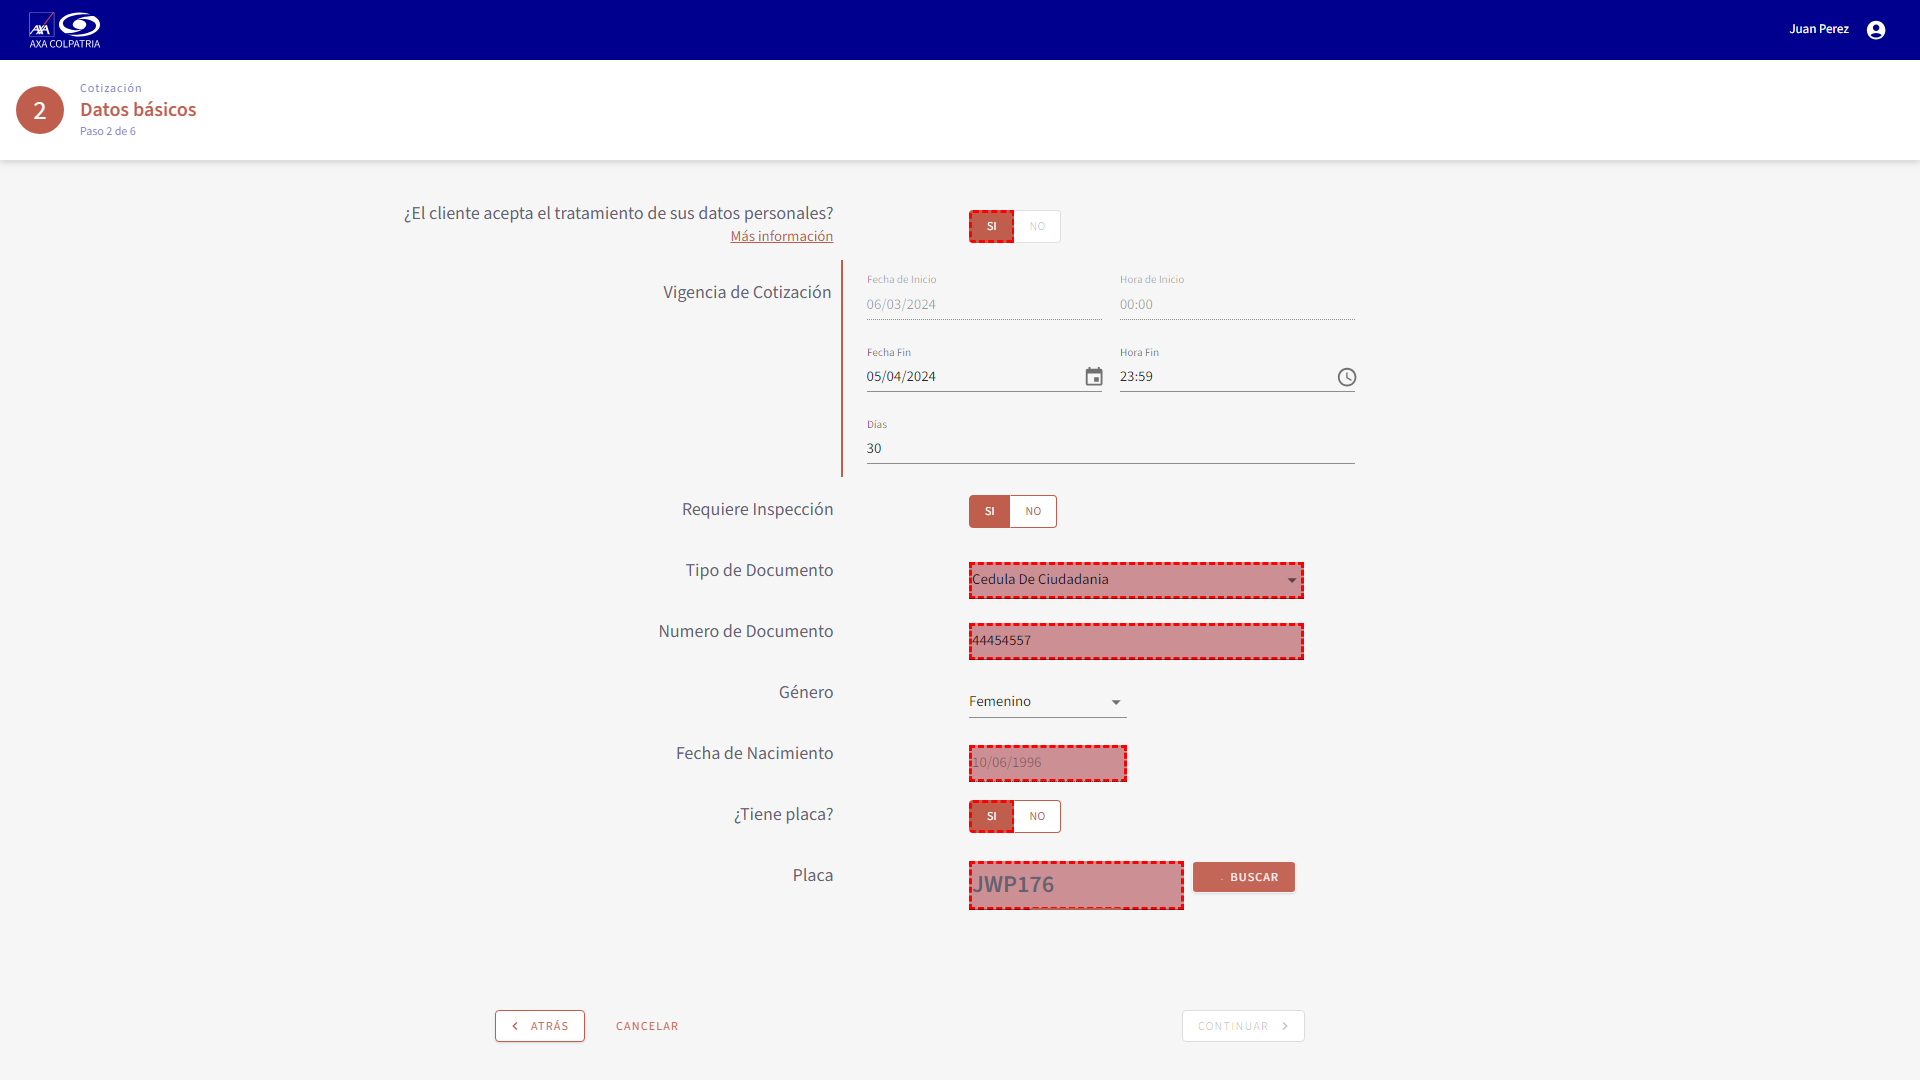 AXA COLPATRIA
Juan Perez
2
Cotización
Datos básicos
Paso 2 de 6
¿El cliente acepta el tratamiento de sus datos personales?
Más información
SI NO
Vigencia de Cotización
Fecha de Inicio Hora de Inicio
06/03/2024 00:00
Fecha Fin Hora Fin
05/04/2024 23:59
Días
30
Requiere Inspección SI NO
Tipo de Documento Cedula De Ciudadania
Numero de Documento 44454557
Género Femenino
Fecha de Nacimiento 10/06/1996
¿Tiene placa? SI NO
Placa JWP176 BUSCAR
ATRÁS CANCELAR CONTINUAR